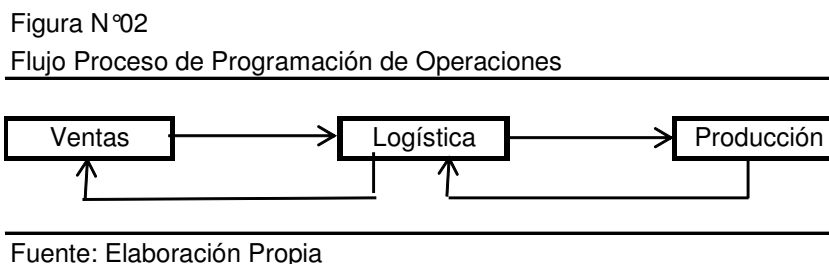 Figura N°02
Flujo Proceso de Programación de Operaciones
Ventas Logística Producción
Fuente: Elaboración Propia